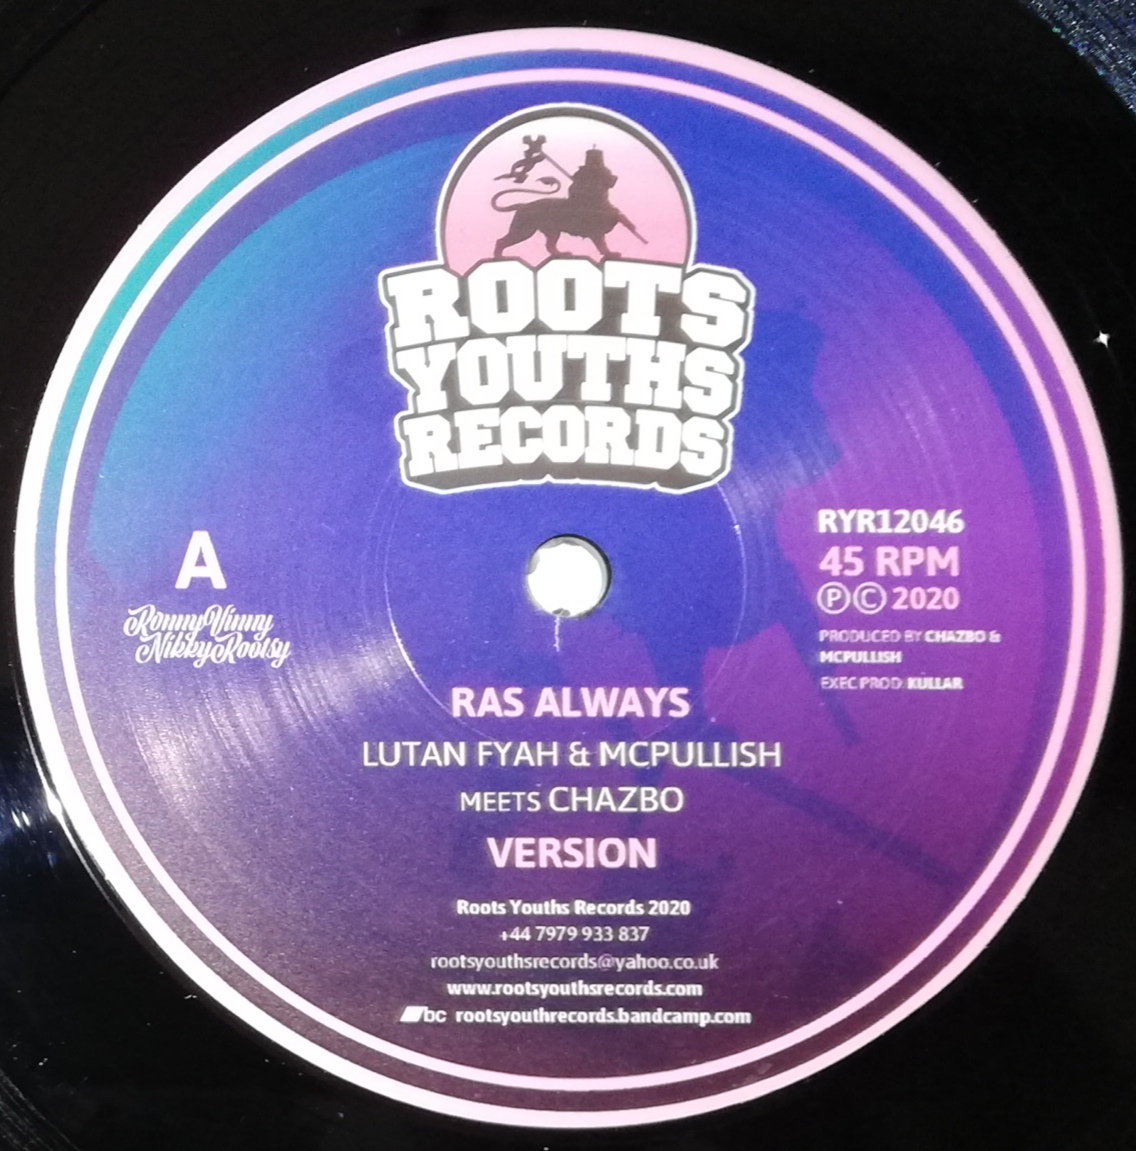 ROOTS
YOUTHS
RECORDS
A
RonnyVinny
NikkyRootsy
RYR12046
45 RPM
Ⓟ Ⓒ 2020
PRODUCED BY CHAZBO &
MCPULLISH
EXEC PROD: KULLAR
RAS ALWAYS
LUTAN FYAH & MCPULLISH
MEETS CHAZBO
VERSION
Roots Youths Records 2020
+44 7979 933 837
rootsyouthsrecords@yahoo.co.uk
www.rootsyouthsrecords.com
bc rootsyouthrecords.bandcamp.com